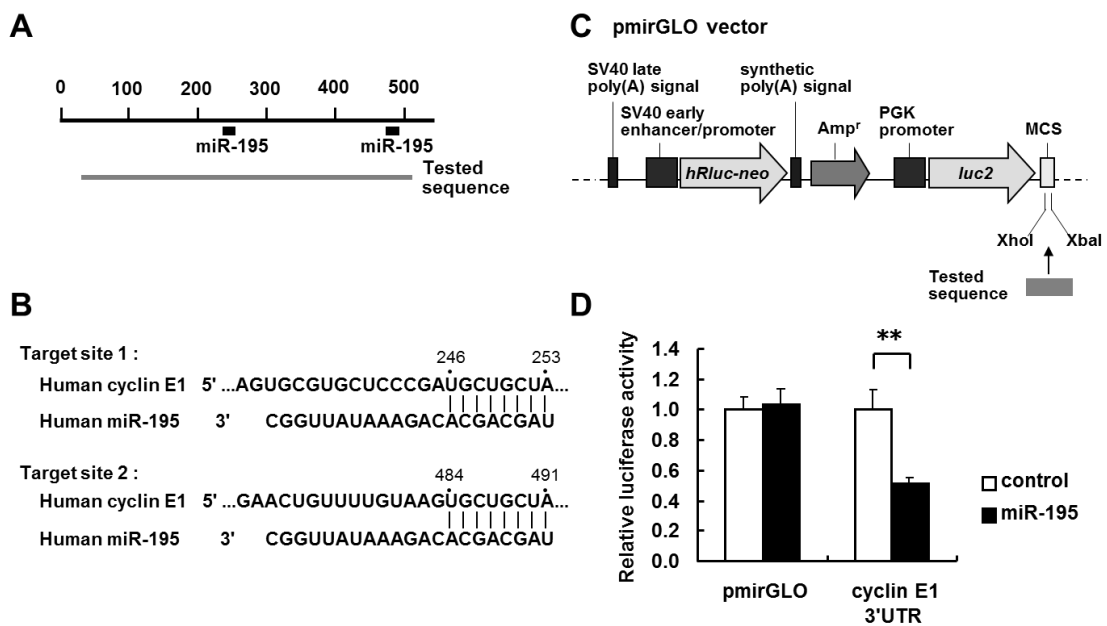 A
0 100 200 300 400 500
miR-195 miR-195
Tested
sequence
B
Target site 1 :
246 253
Human cyclin E1 5' ...AGUGCGUGCUCCCGAUGCUGCUA...
Human miR-195 3' CGGUUAUAAAGACACGACGAU
Target site 2 :
484 491
Human cyclin E1 5' ...GAACUGUUUUGUAAGUGCUGCUA...
Human miR-195 3' CGGUUAUAAAGACACGACGAU
C pmirGLO vector
SV40 late
poly(A) signal
synthetic
poly(A) signal
SV40 early
enhancer/promoter
Ampʳ
PGK
promoter
MCS
hRluc-neo
luc2
XhoI XbaI
Tested
sequence
D
Relative luciferase activity
1.4
1.2
1.0
0.8
0.6
0.4
0.2
0.0
**
control
miR-195
pmirGLO
cyclin E1
3'UTR